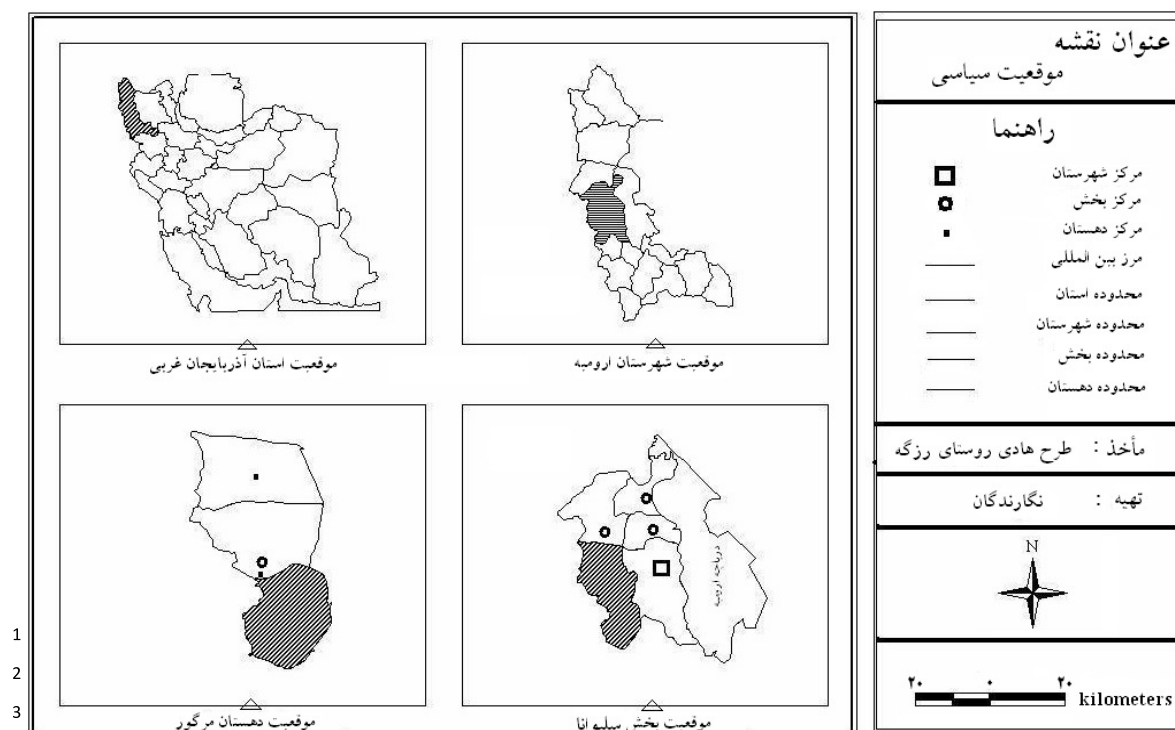 عنوان نقشه
موقعیت سیاسی
راهنما
مرکز شهرستان
مرکز بخش
مرکز دهستان
مرز بین المللی
محدوده استان
محدوده شهرستان
محدوده بخش
محدوده دهستان
مأخذ : طرح هادی روستای رزگه
تهیه : نگارندگان
N
۲۰ ۰ ۲۰
kilometers
موقعیت شهرستان ارومیه
موقعیت استان آذربایجان غربی
دریاچه ارومیه
موقعیت بخش سیلوانا
موقعیت دهستان مرگور
1
2
3